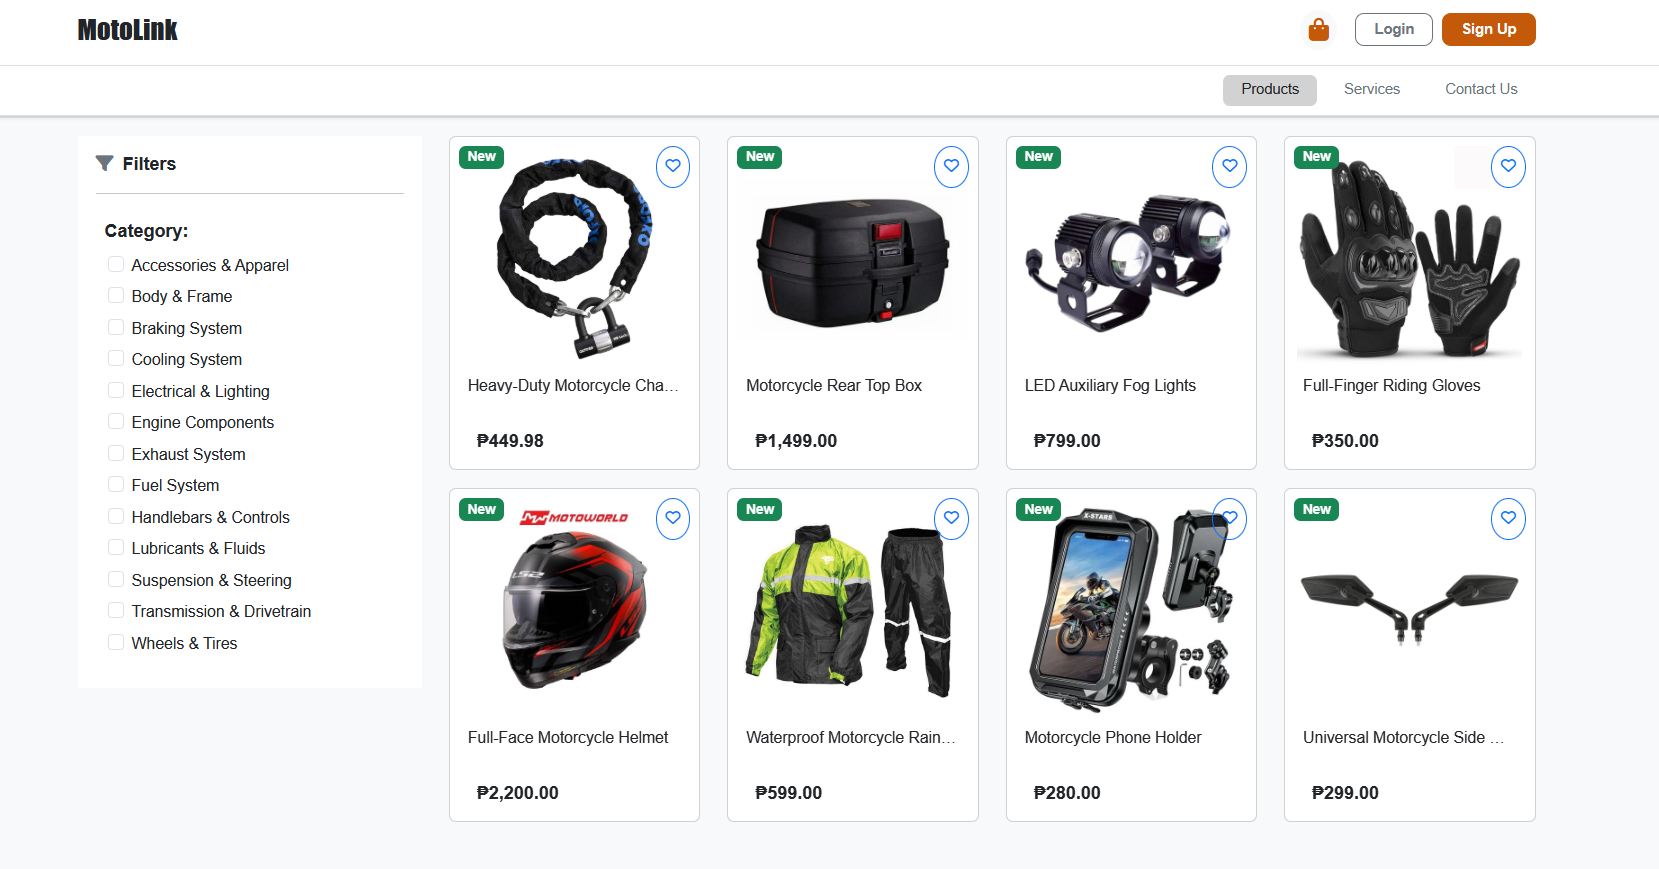 MotoLink
Login
Sign Up
Products
Services
Contact Us
Filters
Category:
Accessories & Apparel
Body & Frame
Braking System
Cooling System
Electrical & Lighting
Engine Components
Exhaust System
Fuel System
Handlebars & Controls
Lubricants & Fluids
Suspension & Steering
Transmission & Drivetrain
Wheels & Tires
New
Heavy-Duty Motorcycle Cha...
₱449.98
New
Motorcycle Rear Top Box
₱1,499.00
New
LED Auxiliary Fog Lights
₱799.00
New
Full-Finger Riding Gloves
₱350.00
New
MOTOWORLD
LS2
Full-Face Motorcycle Helmet
₱2,200.00
New
Waterproof Motorcycle Rain...
₱599.00
New
X-STARS
Motorcycle Phone Holder
₱280.00
New
Universal Motorcycle Side ...
₱299.00